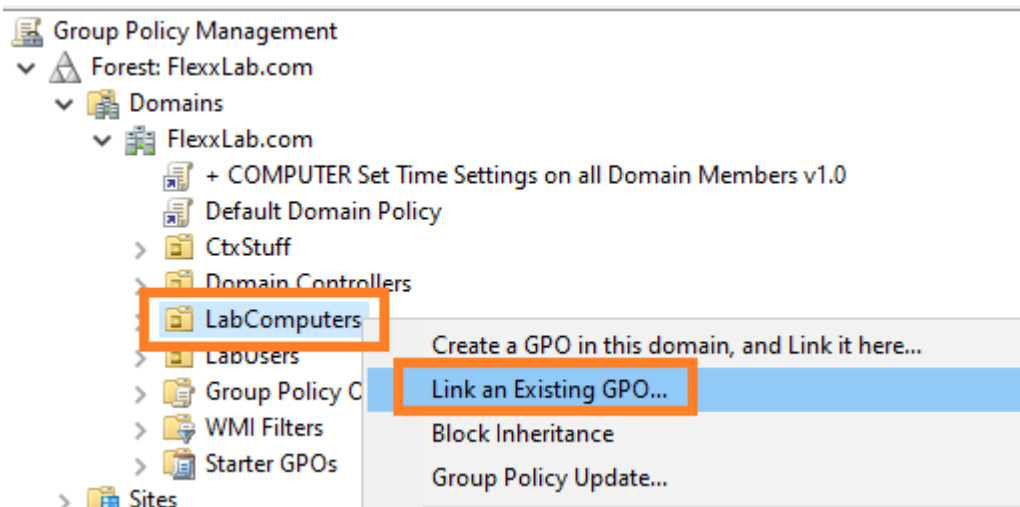 Group Policy Management
Forest: FlexxLab.com
Domains
FlexxLab.com
+ COMPUTER Set Time Settings on all Domain Members v1.0
Default Domain Policy
CtxStuff
Domain Controllers
LabComputers
Create a GPO in this domain, and Link it here...
LabUsers
Link an Existing GPO...
Group Policy O
Block Inheritance
WMI Filters
Group Policy Update...
Starter GPOs
Sites